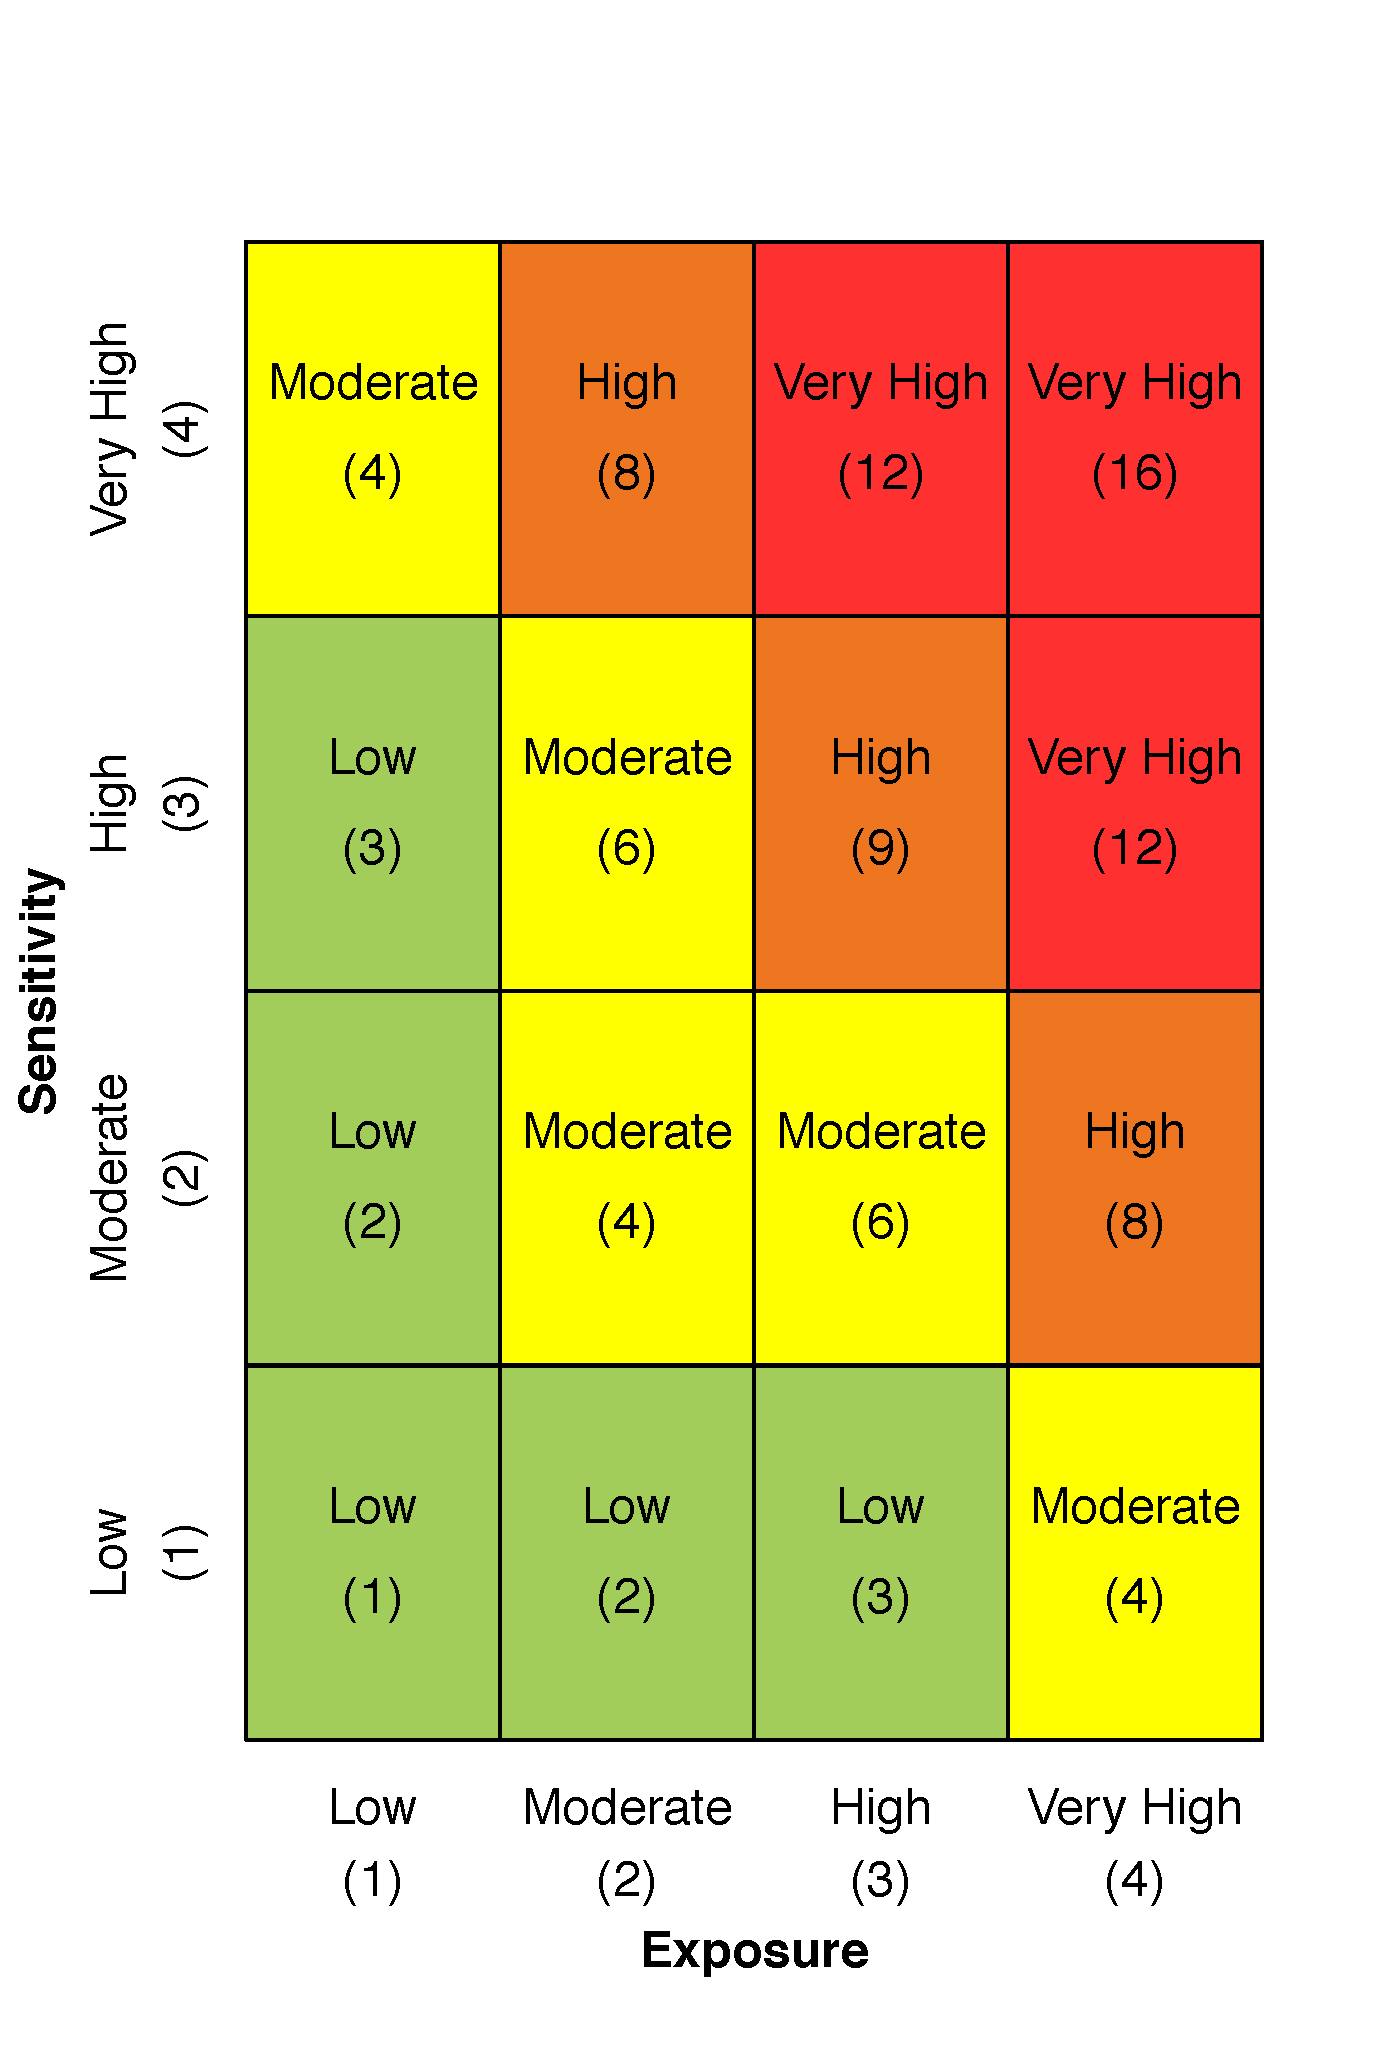 Very High
(4)
Moderate
(4)
High
(8)
Very High
(12)
Very High
(16)
High
(3)
Low
(3)
Moderate
(6)
High
(9)
Very High
(12)
Sensitivity
Moderate
(2)
Low
(2)
Moderate
(4)
Moderate
(6)
High
(8)
Low
(1)
Low
(1)
Low
(2)
Low
(3)
Moderate
(4)
Low
(1)
Moderate
(2)
High
(3)
Very High
(4)
Exposure